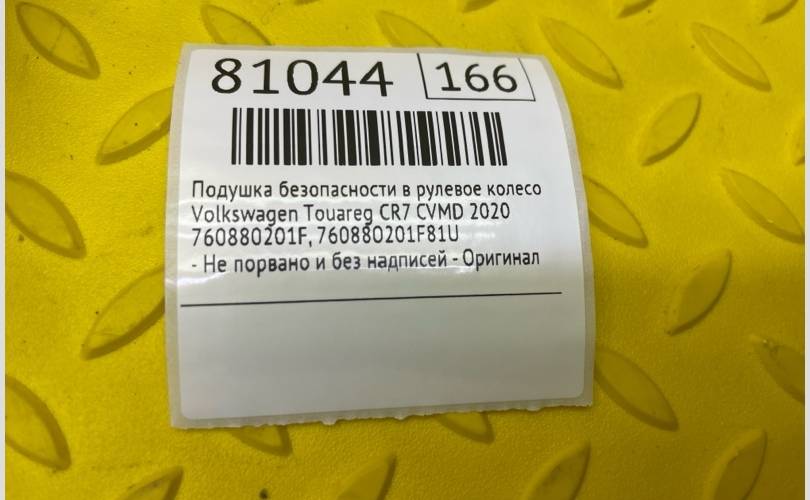 81044 166
Подушка безопасности в рулевое колесо
Volkswagen Touareg CR7 CVMD 2020
760880201F, 760880201F81U
- Не порвано и без надписей - Оригинал